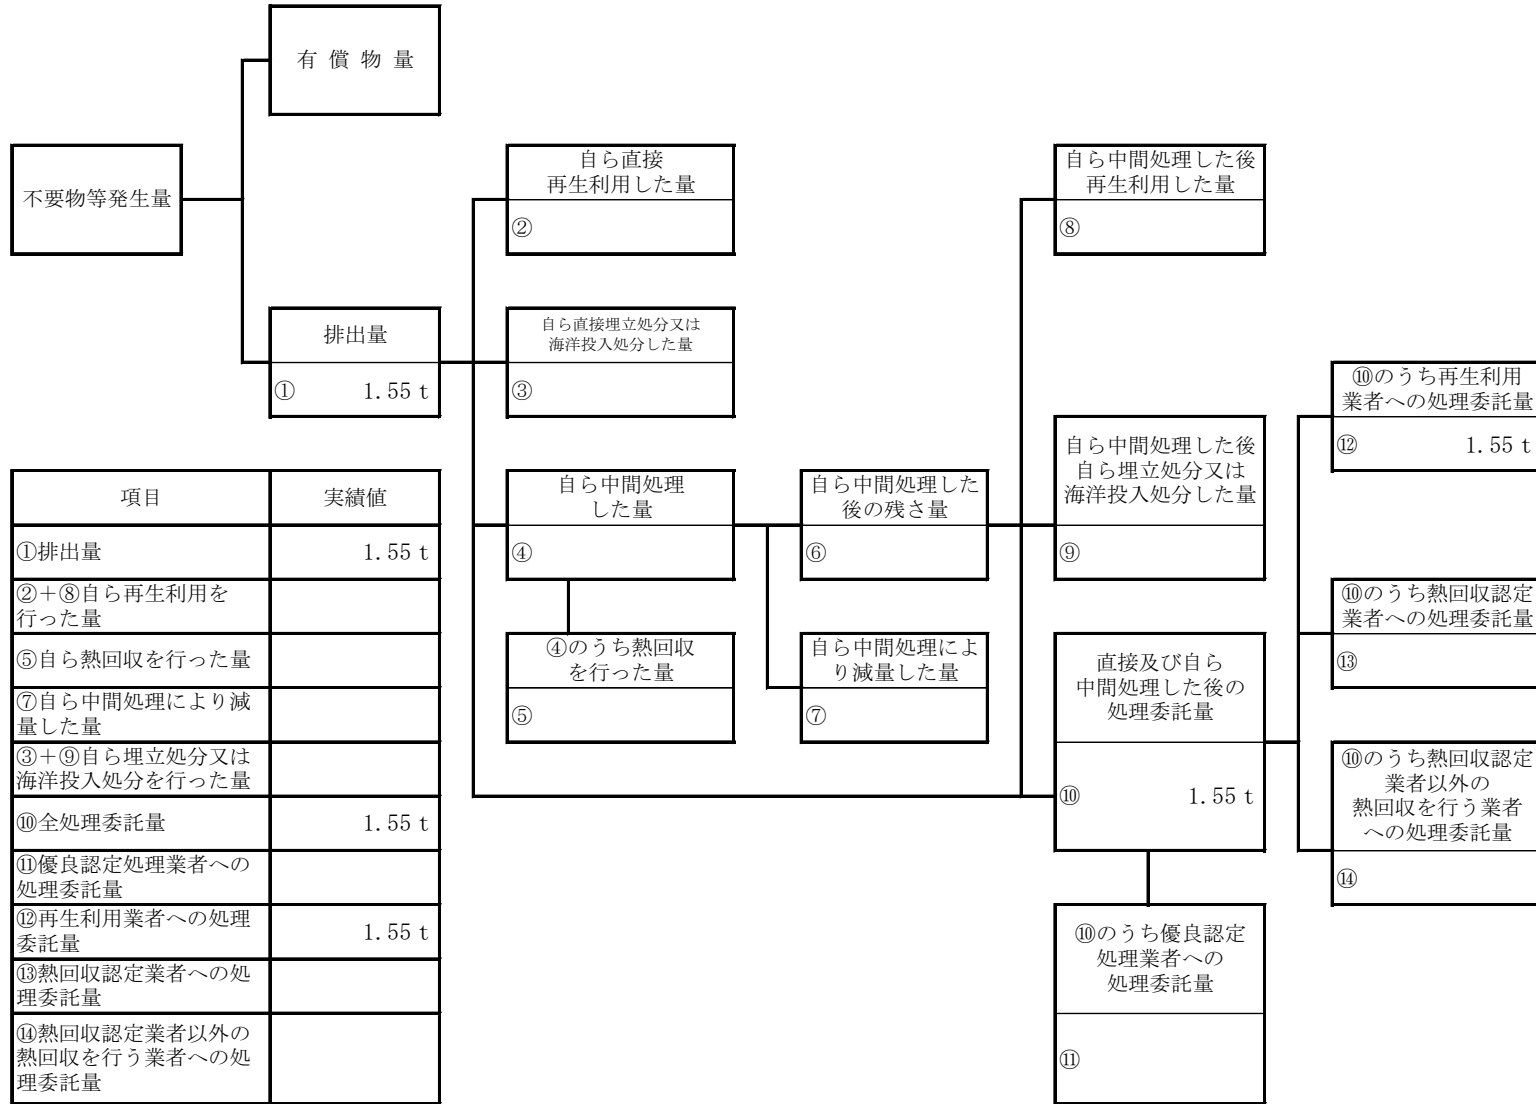 有償物量
不要物等発生量
自ら直接
再生利用した量
②
自ら中間処理した後
再生利用した量
⑧
排出量
① 1.55 t
自ら直接埋立処分又は
海洋投入処分した量
③
⑩のうち再生利用
業者への処理委託量
⑫ 1.55 t
自ら中間処理した後
自ら埋立処分又は
海洋投入処分した量
⑨
自ら中間処理
した量
④
自ら中間処理した
後の残さ量
⑥
④のうち熱回収
を行った量
⑤
自ら中間処理によ
り減量した量
⑦
直接及び自ら
中間処理した後の
処理委託量
⑩ 1.55 t
⑩のうち熱回収認定
業者への処理委託量
⑬
⑩のうち熱回収認定
業者以外の
熱回収を行う業者
への処理委託量
⑭
⑩のうち優良認定
処理業者への
処理委託量
⑪
項目 実績値
①排出量 1.55 t
②+⑧自ら再生利用を
行った量
⑤自ら熱回収を行った量
⑦自ら中間処理により減
量した量
③+⑨自ら埋立処分又は
海洋投入処分を行った量
⑩全処理委託量 1.55 t
⑪優良認定処理業者への
処理委託量
⑫再生利用業者への処理
委託量 1.55 t
⑬熱回収認定業者への処
理委託量
⑭熱回収認定業者以外の
熱回収を行う業者への処
理委託量